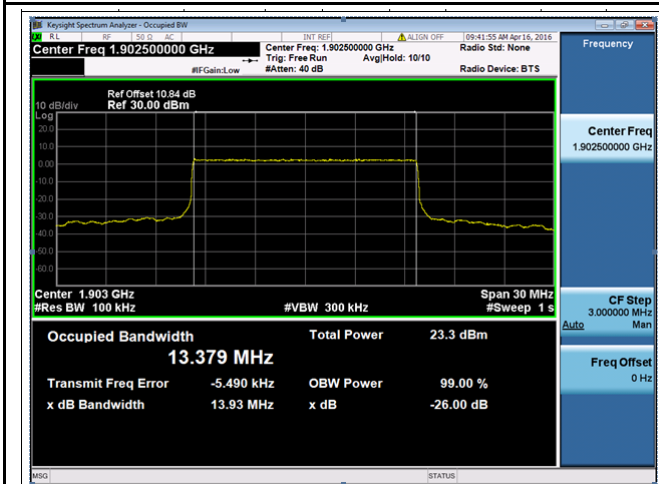 Keysight Spectrum Analyzer - Occupied BW
RL RF 50 Ω AC INT REF ALIGN OFF 09:41:55 AM Apr 16, 2016
Center Freq 1.902500000 GHz
Center Freq: 1.902500000 GHz
Radio Std: None
Trig: Free Run Avg|Hold: 10/10
#IFGain:Low #Atten: 40 dB Radio Device: BTS
Frequency
Ref Offset 10.84 dB
10 dB/div Ref 30.00 dBm
Log
20.0
10.0
0.00
-10.0
-20.0
-30.0
-40.0
-50.0
-60.0
Center Freq
1.902500000 GHz
Center 1.903 GHz Span 30 MHz
#Res BW 100 kHz #VBW 300 kHz #Sweep 1 s
CF Step
3.000000 MHz
Auto Man
Freq Offset
0 Hz
Occupied Bandwidth Total Power 23.3 dBm
13.379 MHz
Transmit Freq Error -5.490 kHz OBW Power 99.00 %
x dB Bandwidth 13.93 MHz x dB -26.00 dB
MSG STATUS